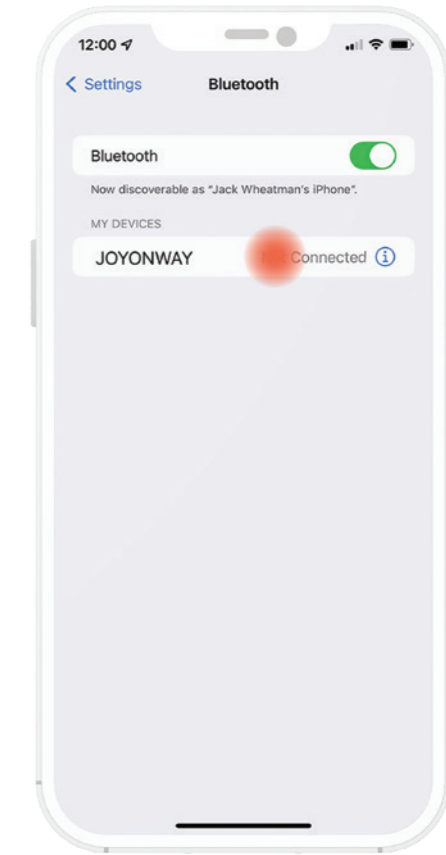 12:00
Settings
Bluetooth
Bluetooth
Now discoverable as “Jack Wheatman’s iPhone”.
MY DEVICES
JOYONWAY
Connected